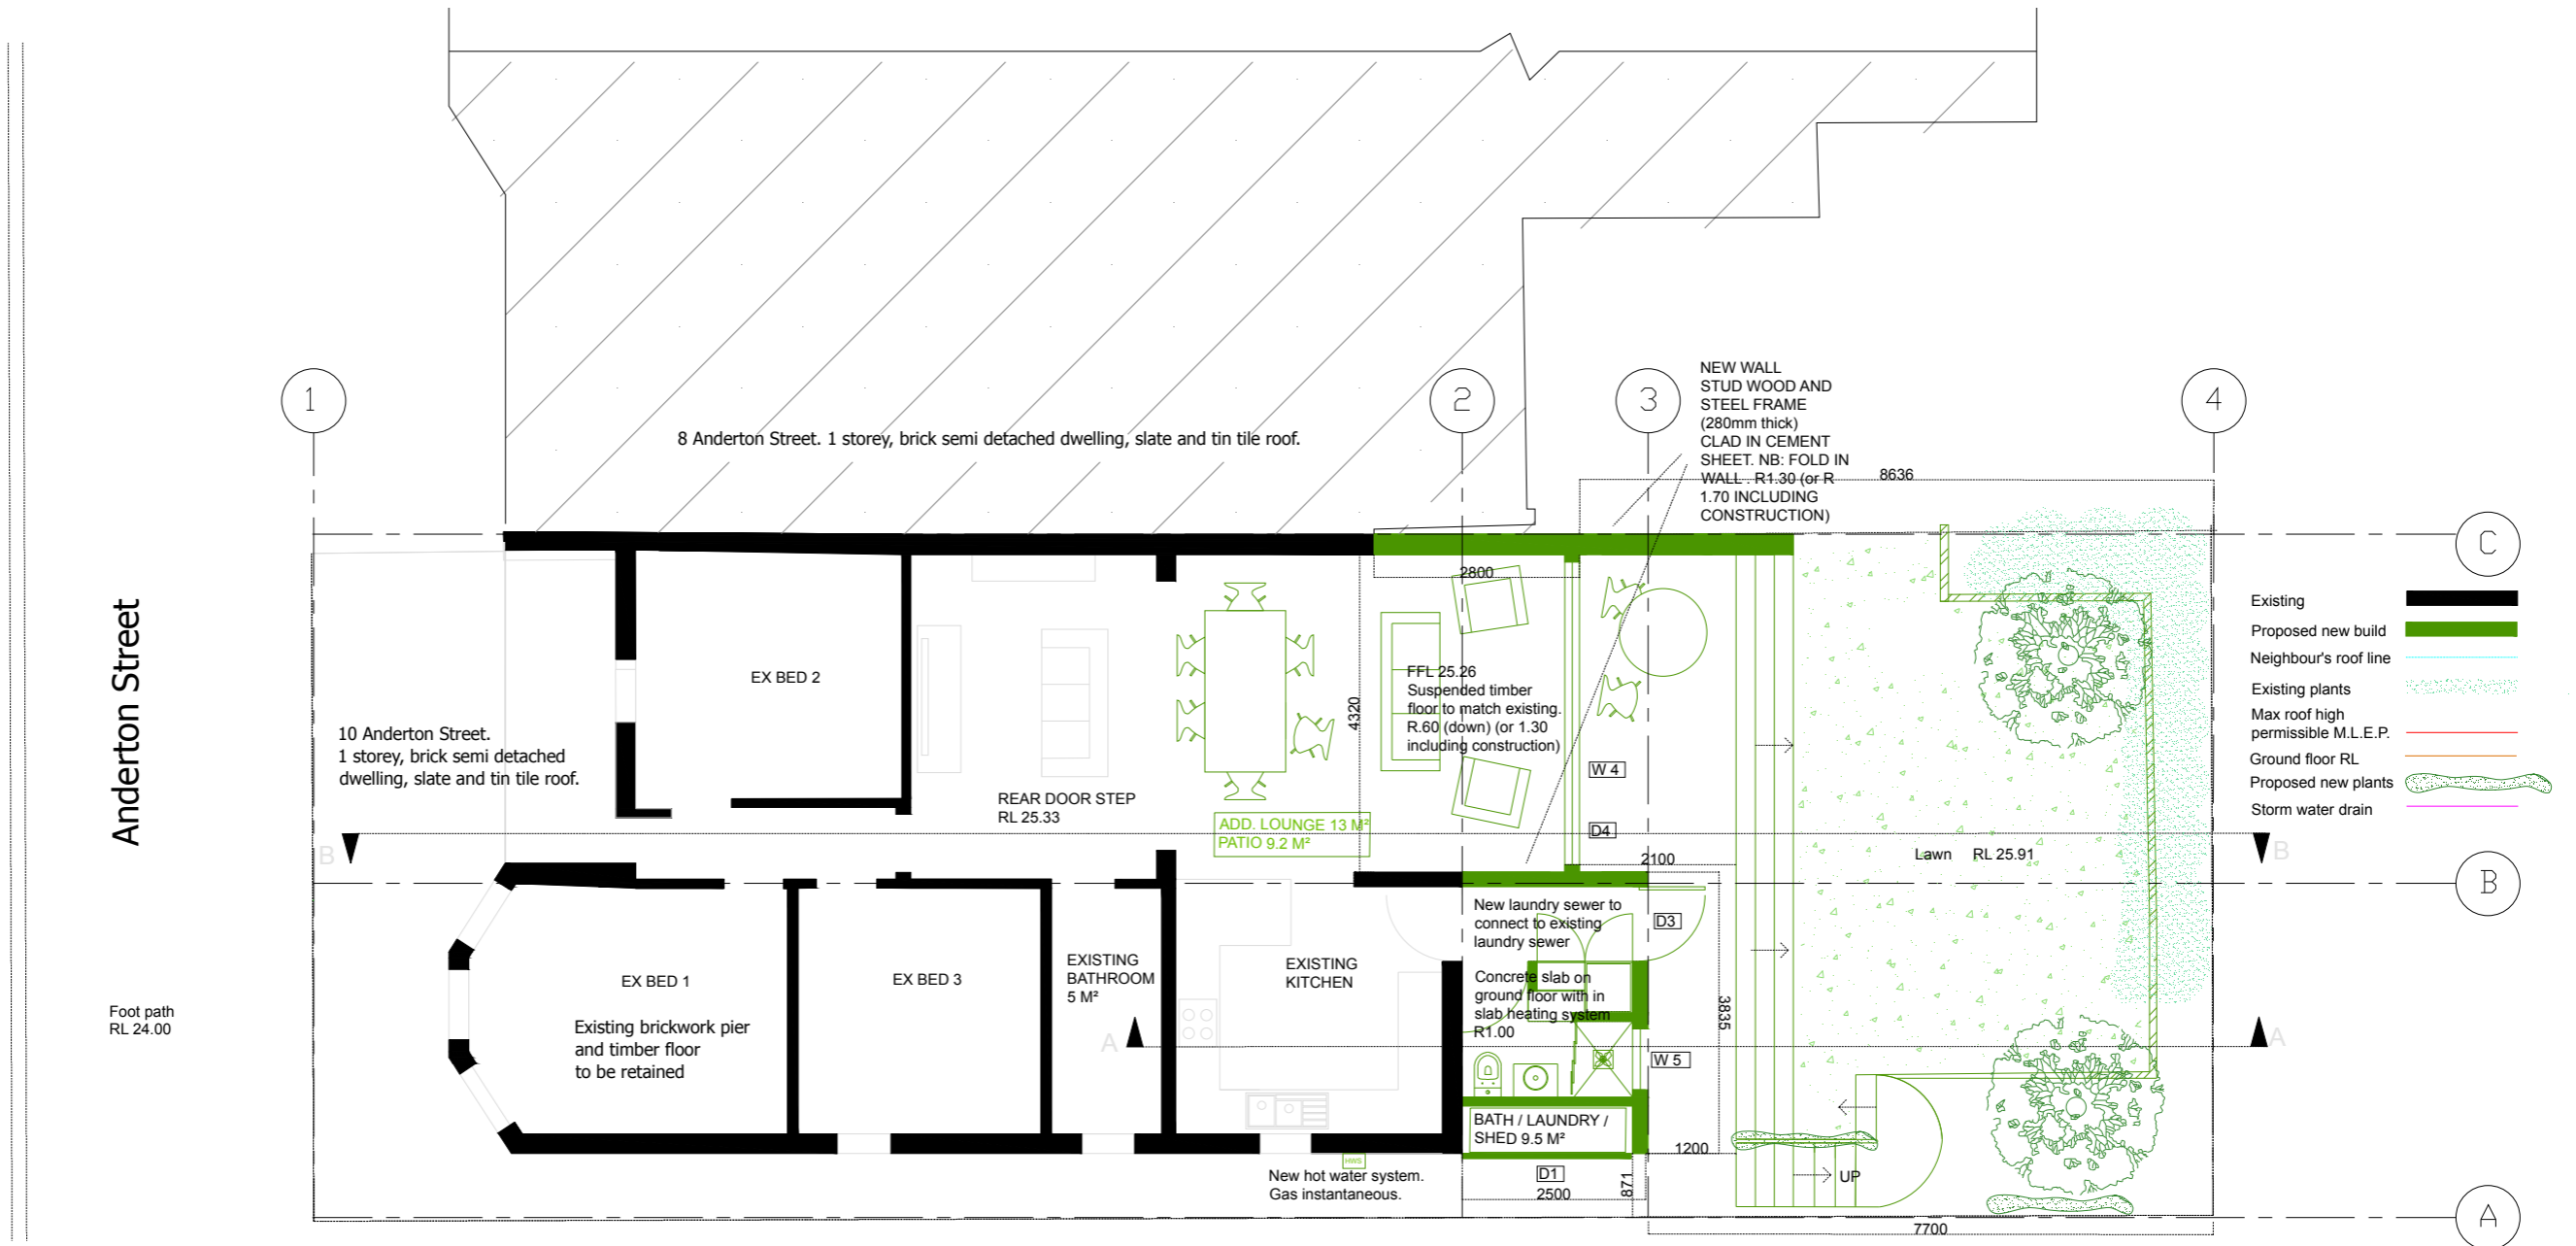 1
2
3
4
NEW WALL
STUD WOOD AND
STEEL FRAME
(280mm thick)
CLAD IN CEMENT
SHEET. NB: FOLD IN
WALL . R1.30 (or R
1.70 INCLUDING
CONSTRUCTION)
8 Anderton Street. 1 storey, brick semi detached dwelling, slate and tin tile roof.
8636
C
2800
Existing
Proposed new build
Neighbour's roof line
Existing plants
Max roof high
permissible M.L.E.P.
Ground floor RL
Proposed new plants
Storm water drain
Anderton Street
EX BED 2
10 Anderton Street.
1 storey, brick semi detached
dwelling, slate and tin tile roof.
4320
FFL 25.26
Suspended timber
floor to match existing.
R.60 (down) (or 1.30
including construction)
W 4
REAR DOOR STEP
RL 25.33
ADD. LOUNGE 13 M²
PATIO 9.2 M²
D4
B
B
2100
Lawn RL 25.91
B
New laundry sewer to
connect to existing
laundry sewer
D3
EX BED 1
EX BED 3
EXISTING
BATHROOM
5 M²
EXISTING
KITCHEN
Concrete slab on
ground floor with in
slab heating system
R1.00
3835
Foot path
RL 24.00
Existing brickwork pier
and timber floor
to be retained
A
A
W 5
BATH / LAUNDRY /
SHED 9.5 M²
1200
HWS
New hot water system.
Gas instantaneous.
D1
2500
871
UP
A
7700